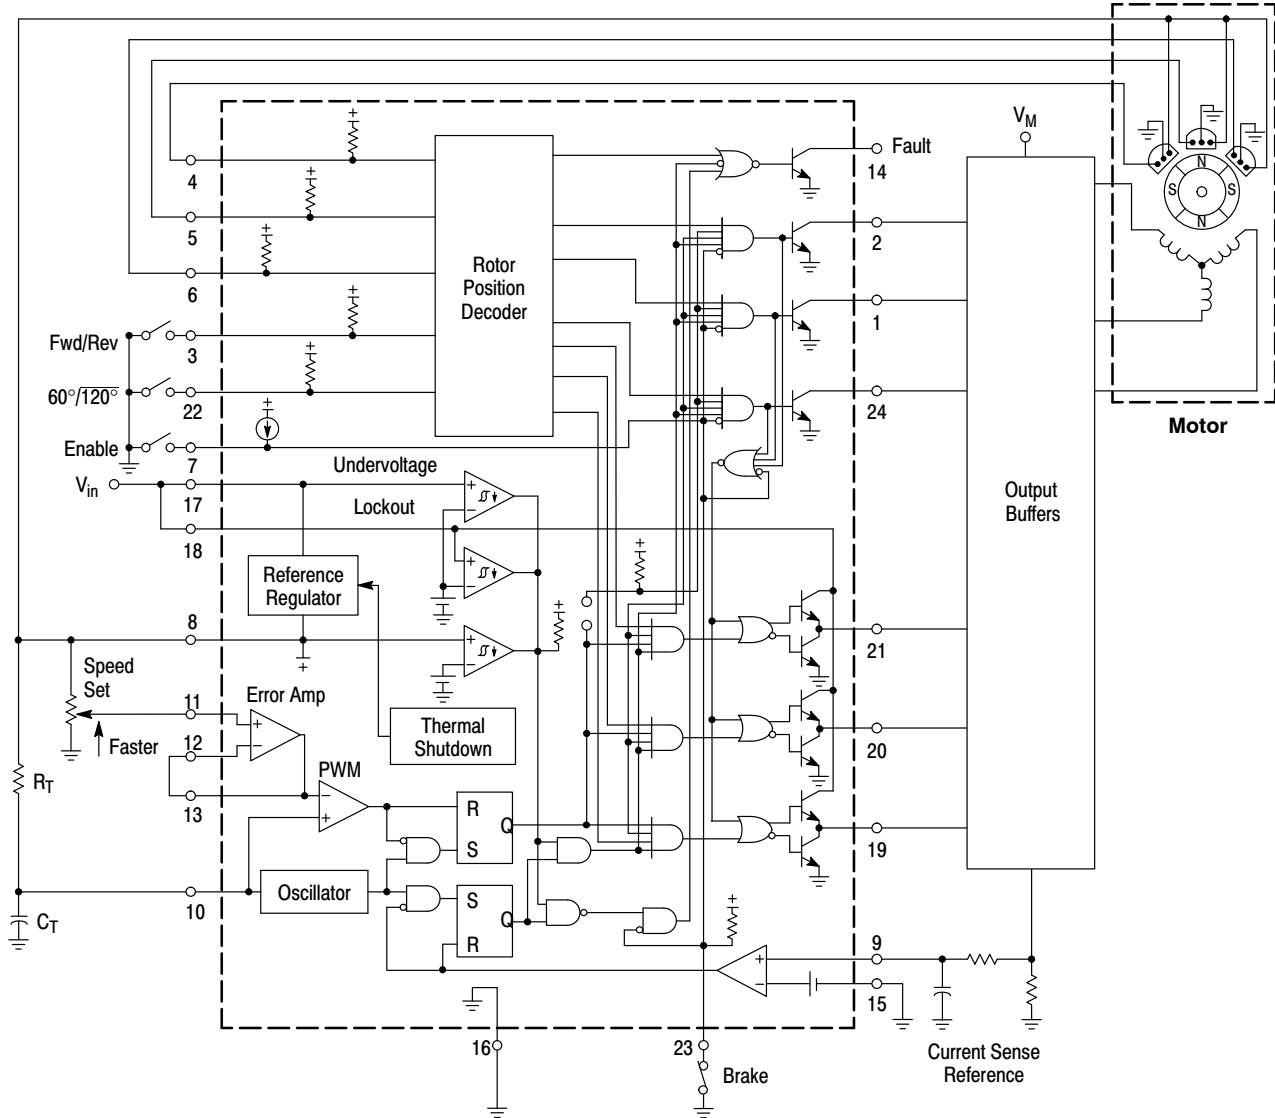 V_M
Fault
14
4
N
S
S
N
2
5
Rotor
Position
Decoder
6
1
Fwd/Rev
3
60°/120°
22
24
Motor
Enable
7
Undervoltage
V_in
17
Lockout
Output
Buffers
18
Reference
Regulator
8
21
Speed
Set
11
Error Amp
Thermal
Shutdown
12
Faster
20
R_T
PWM
13
R
Q
S
19
Oscillator
10
S
Q
R
C_T
9
15
16
23
Current Sense
Reference
Brake